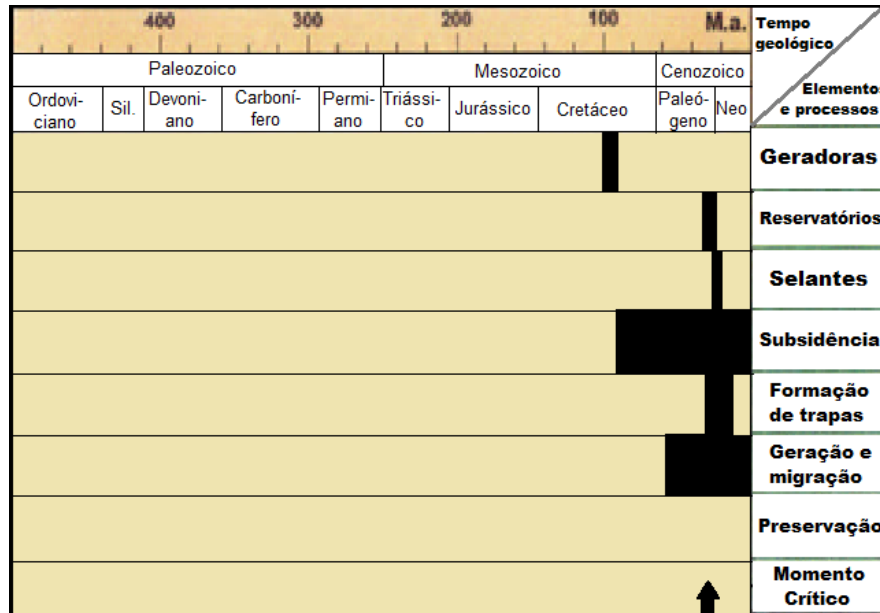 400 300 200 100 M.a.
Tempo
geológico
Elementos
e processos
Paleozoico Mesozoico Cenozoico
Ordovi-
ciano
Sil.
Devoni-
ano
Carboní-
fero
Permi-
ano
Triássi-
co
Jurássico
Cretáceo
Paleó-
geno
Neo
Geradoras
Reservatórios
Selantes
Subsidência
Formação
de trapas
Geração e
migração
Preservação
Momento
Crítico